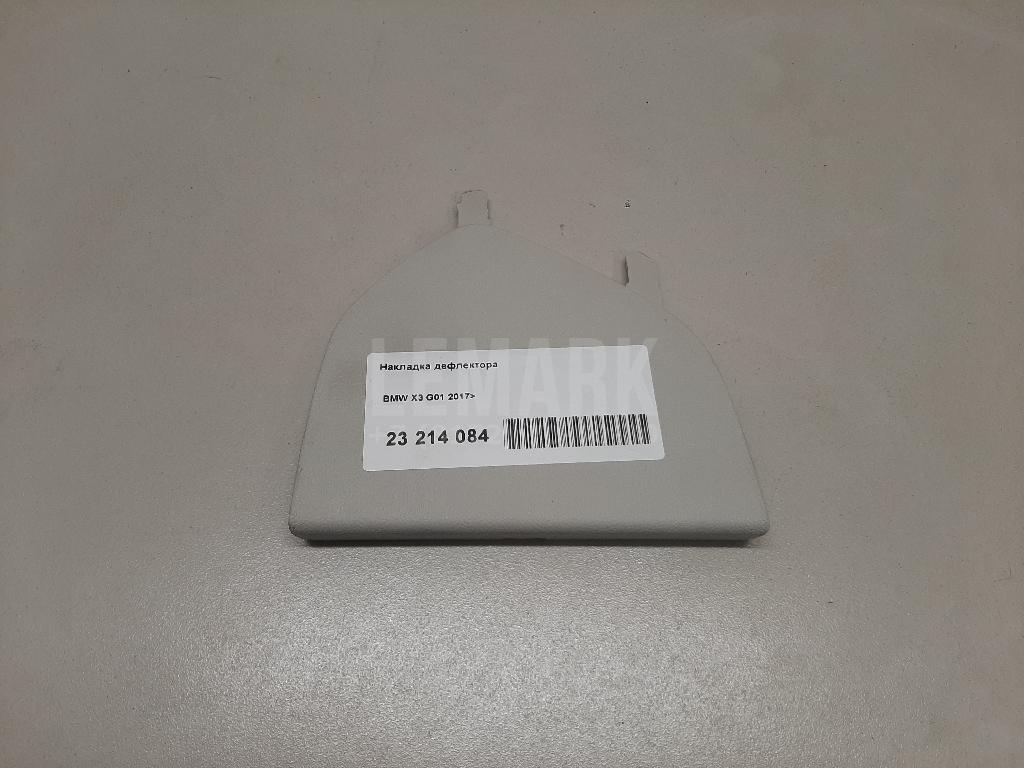 LEMARK
Накладка дефлектора
BMW X3 G01 2017>
23 214 084